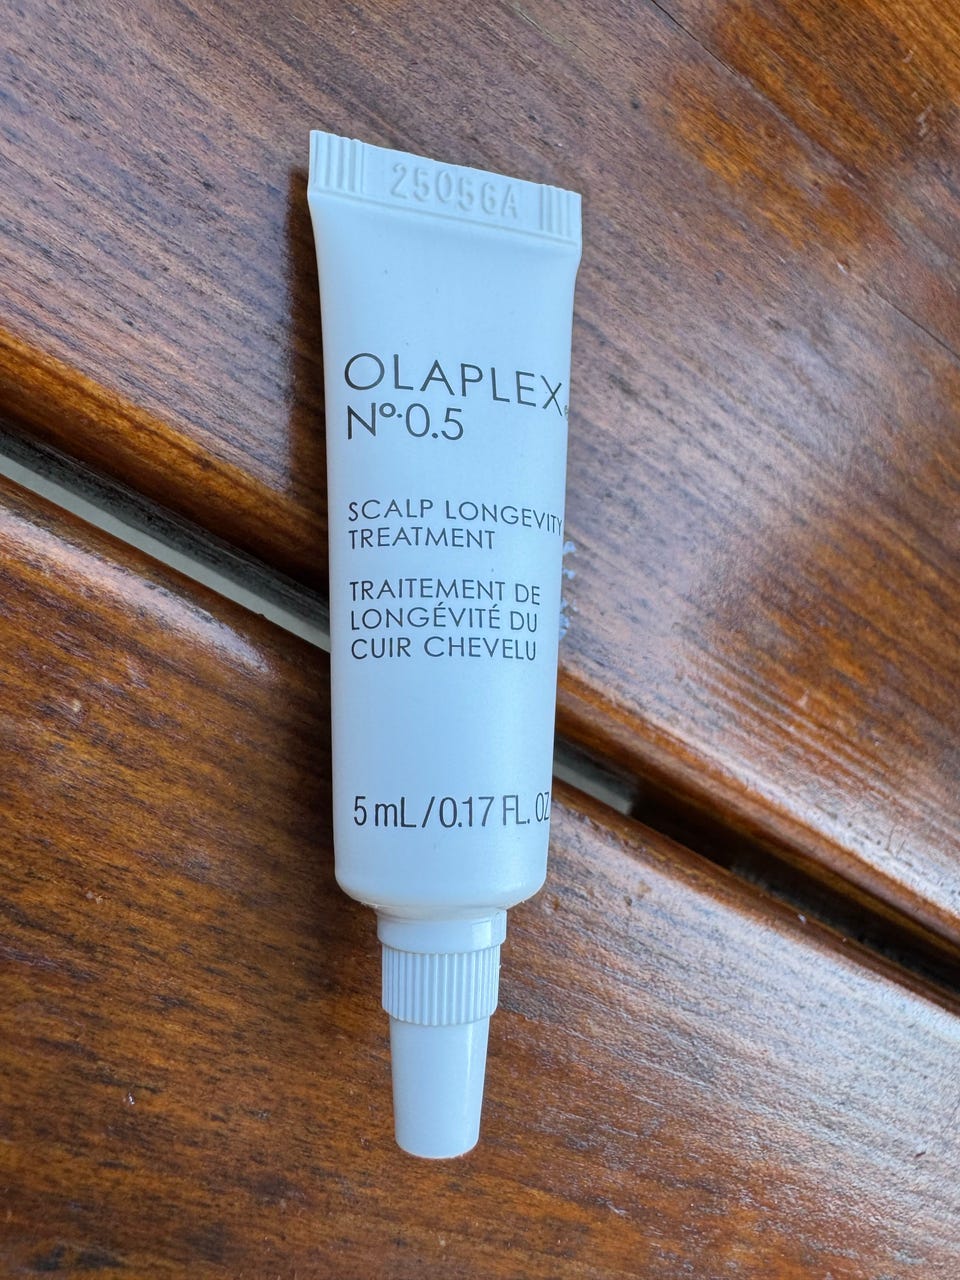 25056A
OLAPLEX®
Nº.0.5
SCALP LONGEVITY
TREATMENT
TRAITEMENT DE
LONGÉVITÉ DU
CUIR CHEVELU
5 mL/0.17 FL. OZ